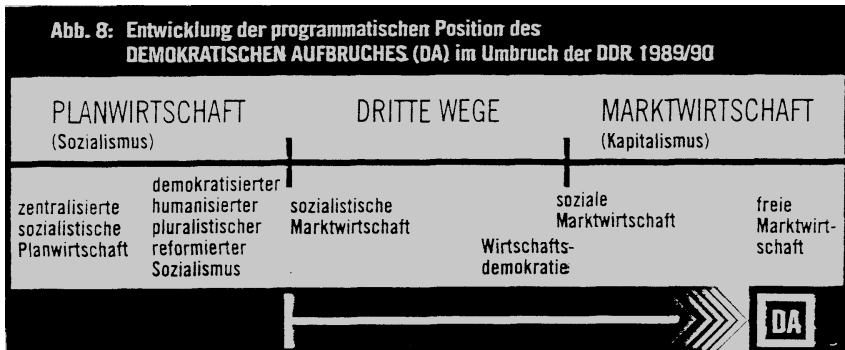 Abb. 8: Entwicklung der programmatischen Position des
DEMOKRATISCHEN AUFBRUCHES (DA) im Umbruch der DDR 1989/90
PLANWIRTSCHAFT
(Sozialismus)
DRITTE WEGE
MARKTWIRTSCHAFT
(Kapitalismus)
zentralisierte
sozialistische
Planwirtschaft
demokratisierter
humanisierter
pluralistischer
reformierter
Sozialismus
sozialistische
Marktwirtschaft
Wirtschafts-
demokratie
soziale
Marktwirtschaft
freie
Marktwirt-
schaft
DA